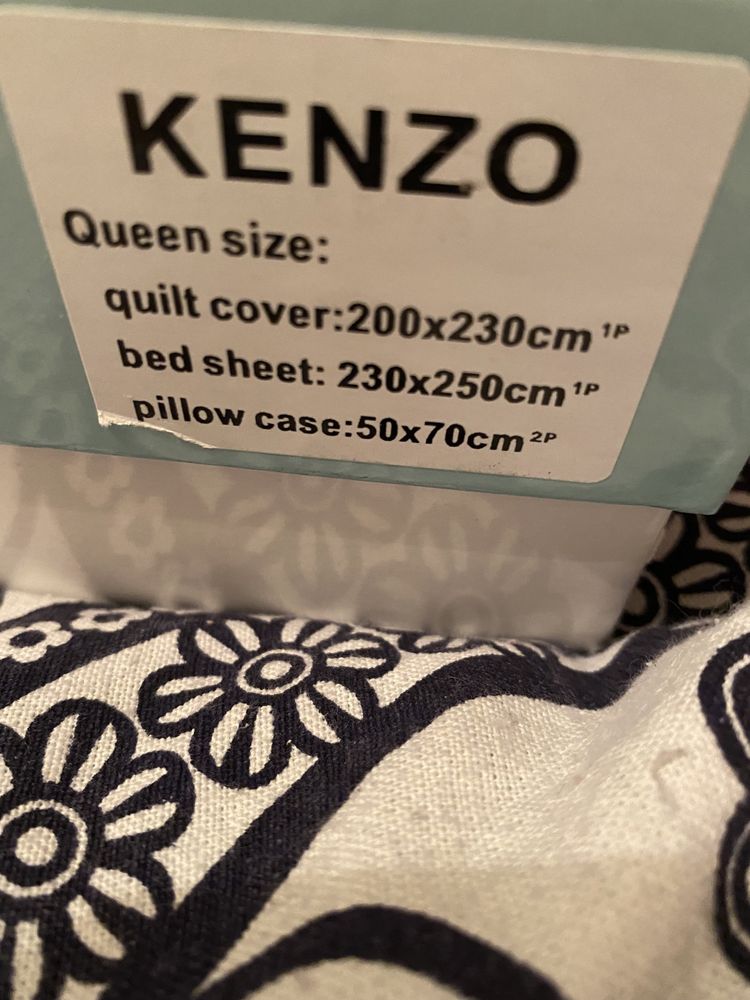 KENZO
Queen size:
quilt cover:200x230cm 1P
bed sheet: 230x250cm 1P
pillow case:50x70cm 2P